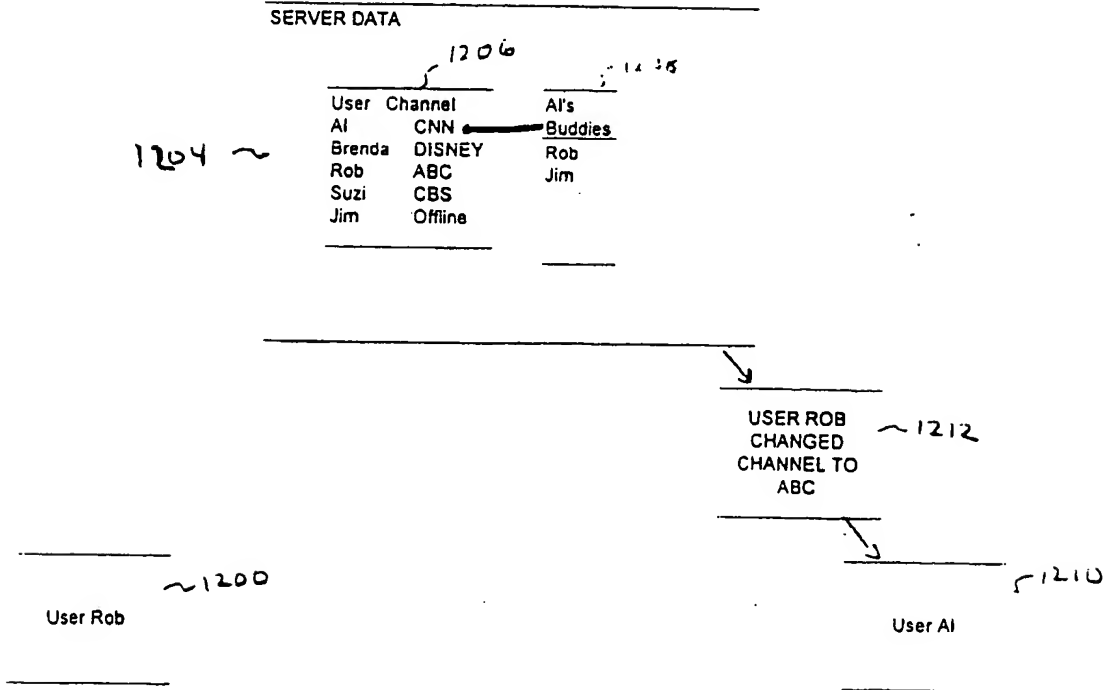 SERVER DATA
1206
User Channel
Al CNN
Brenda DISNEY
Rob ABC
Suzi CBS
Jim Offline
Al's
Buddies
Rob
Jim
1204
USER ROB
CHANGED
CHANNEL TO
ABC
1212
1200
User Rob
1210
User Al